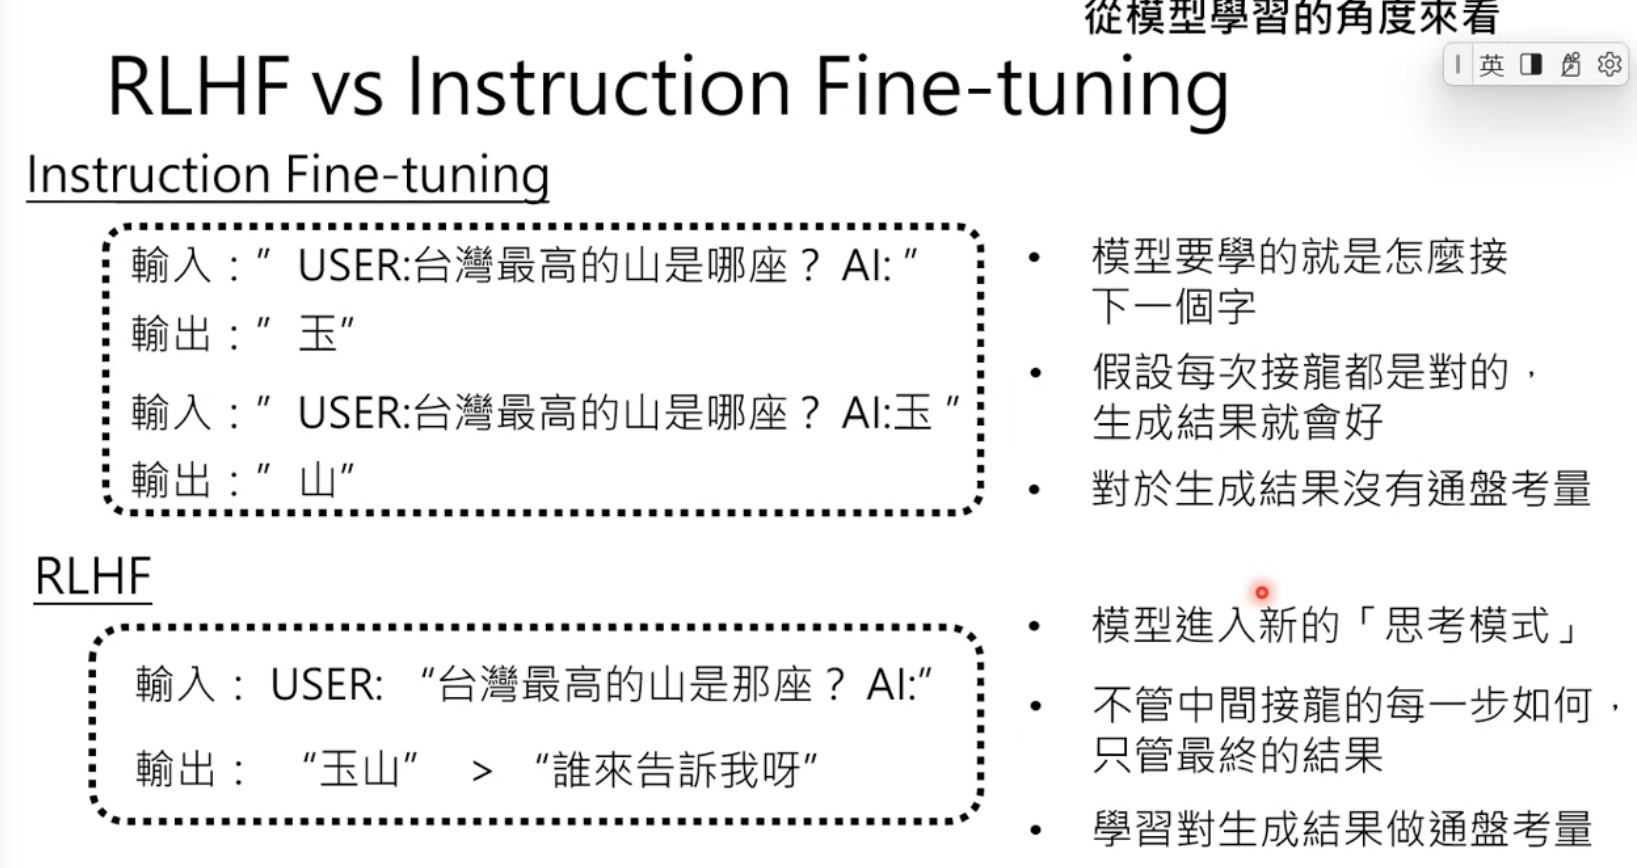 從模型學習的角度來看
RLHF vs Instruction Fine-tuning
英
Instruction Fine-tuning
輸入:” USER:台灣最高的山是哪座? AI: ”
輸出:” 玉”
輸入:” USER:台灣最高的山是哪座? AI:玉 ”
輸出:” 山”
• 模型要學的就是怎麼接
下一個字
• 假設每次接龍都是對的,
生成結果就會好
• 對於生成結果沒有通盤考量
RLHF
輸入: USER: “台灣最高的山是那座? AI:”
輸出: “玉山” > “誰來告訴我呀”
• 模型進入新的「思考模式」
• 不管中間接龍的每一步如何,
只管最終的結果
• 學習對生成結果做通盤考量